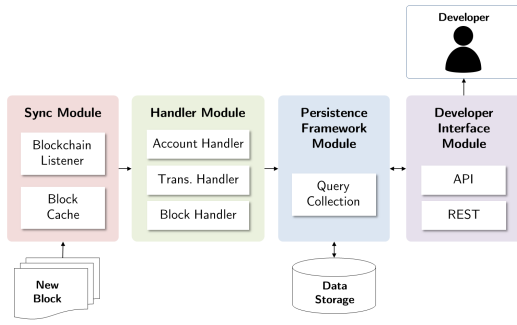 Developer
Sync Module
Blockchain
Listener
Block
Cache
Handler Module
Account Handler
Trans. Handler
Block Handler
Persistence
Framework
Module
Query
Collection
Developer
Interface
Module
API
REST
New
Block
Data
Storage